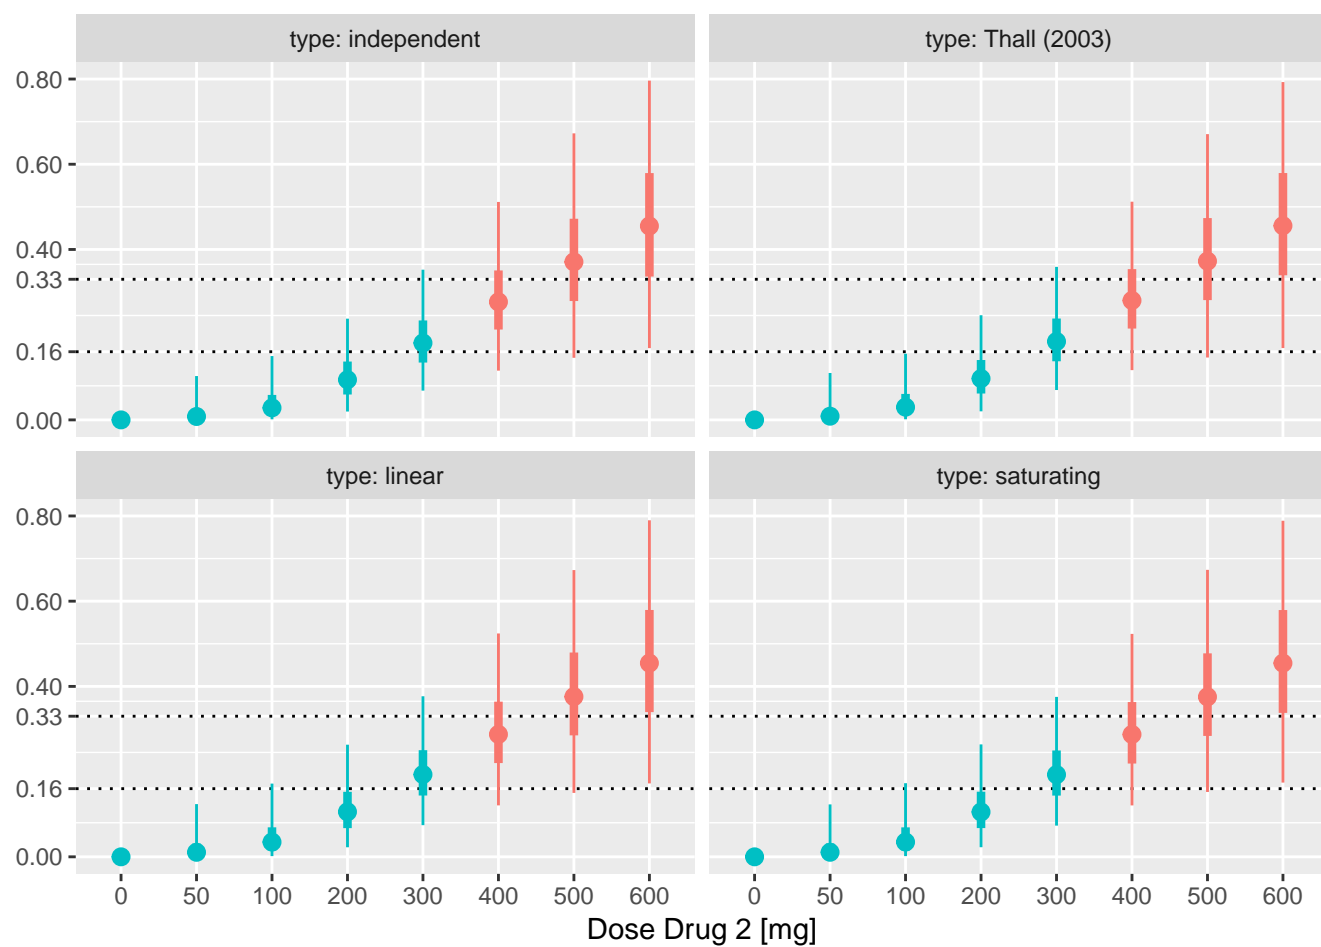 type: independent
type: Thall (2003)
0.80
0.60
0.40
0.33
0.16
0.00
type: linear
type: saturating
0.80
0.60
0.40
0.33
0.16
0.00
0 50 100 200 300 400 500 600
0 50 100 200 300 400 500 600
Dose Drug 2 [mg]